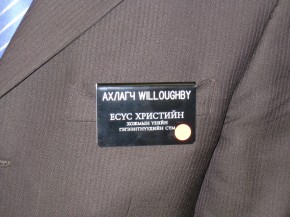 АХЛАГЧ WILLOUGHBY
ЕСҮС ХРИСТИЙН
ХОЖМЫН ҮЕИЙН
ГЭГЭЭНТНҮҮДИЙН СҮМ